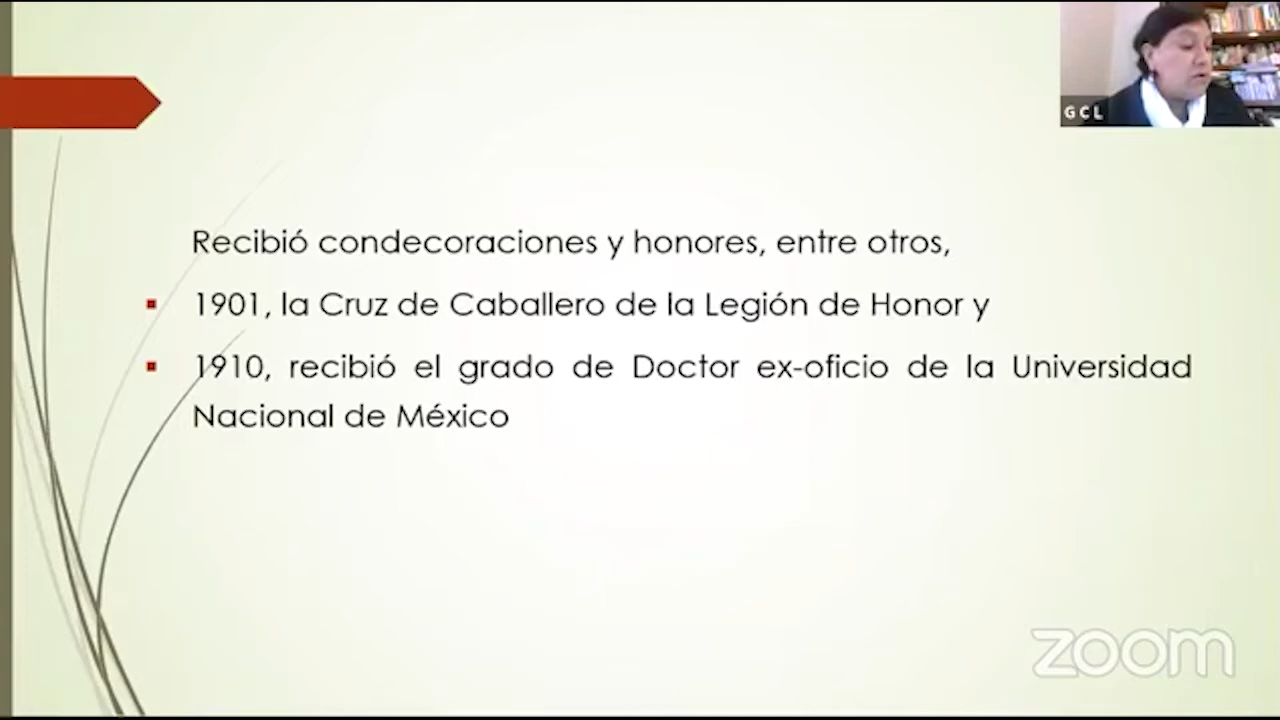 GCL
Recibió condecoraciones y honores, entre otros,
1901, la Cruz de Caballero de la Legión de Honor y
1910, recibió el grado de Doctor ex-oficio de la Universidad
Nacional de México
zoom